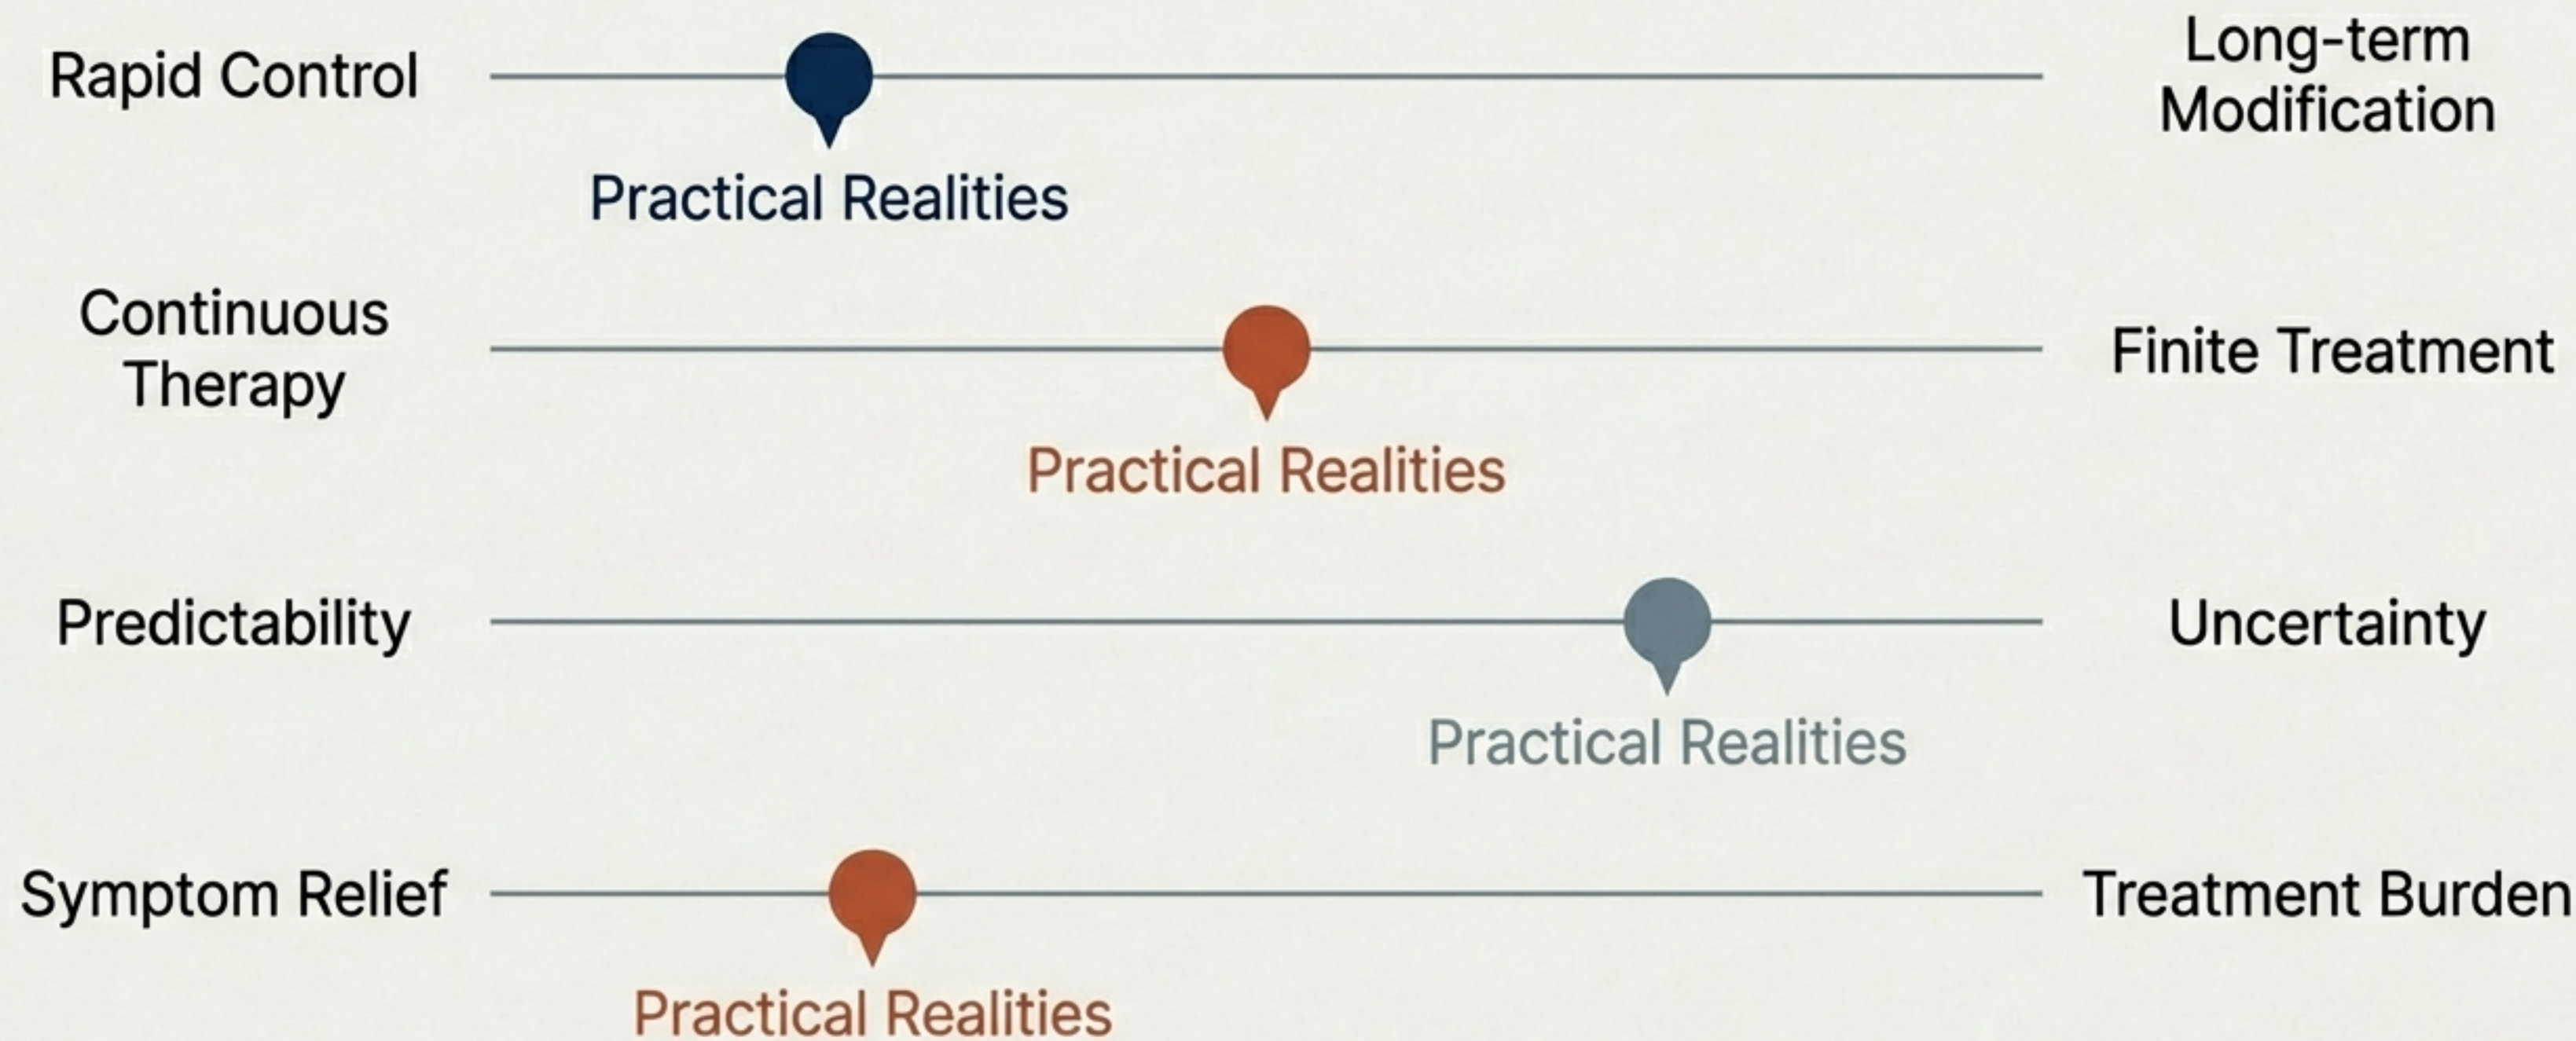 Rapid Control
Long-term
Modification
Practical Realities
Continuous
Therapy
Finite Treatment
Practical Realities
Predictability
Uncertainty
Practical Realities
Symptom Relief
Treatment Burden
Practical Realities